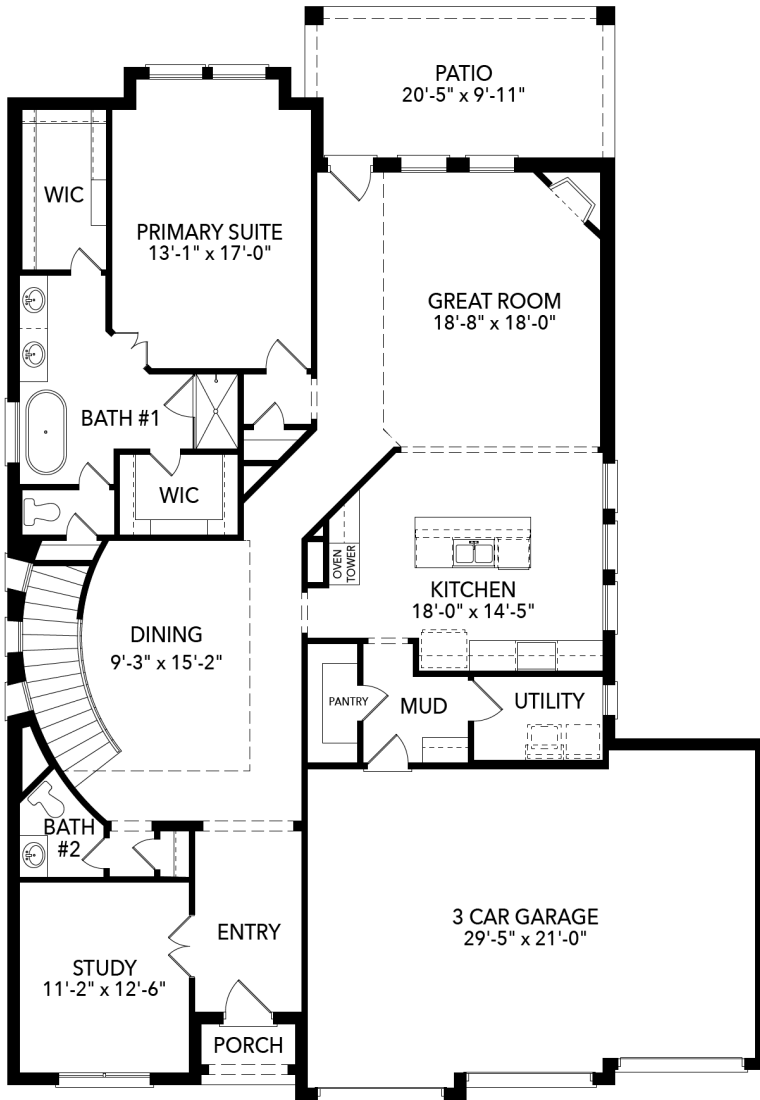 PATIO
20'-5" x 9'-11"
WIC
PRIMARY SUITE
13'-1" x 17'-0"
GREAT ROOM
18'-8" x 18'-0"
BATH #1
WIC
OVEN
TOWER
KITCHEN
18'-0" x 14'-5"
DINING
9'-3" x 15'-2"
PANTRY
MUD
UTILITY
BATH
#2
ENTRY
3 CAR GARAGE
29'-5" x 21'-0"
STUDY
11'-2" x 12'-6"
PORCH